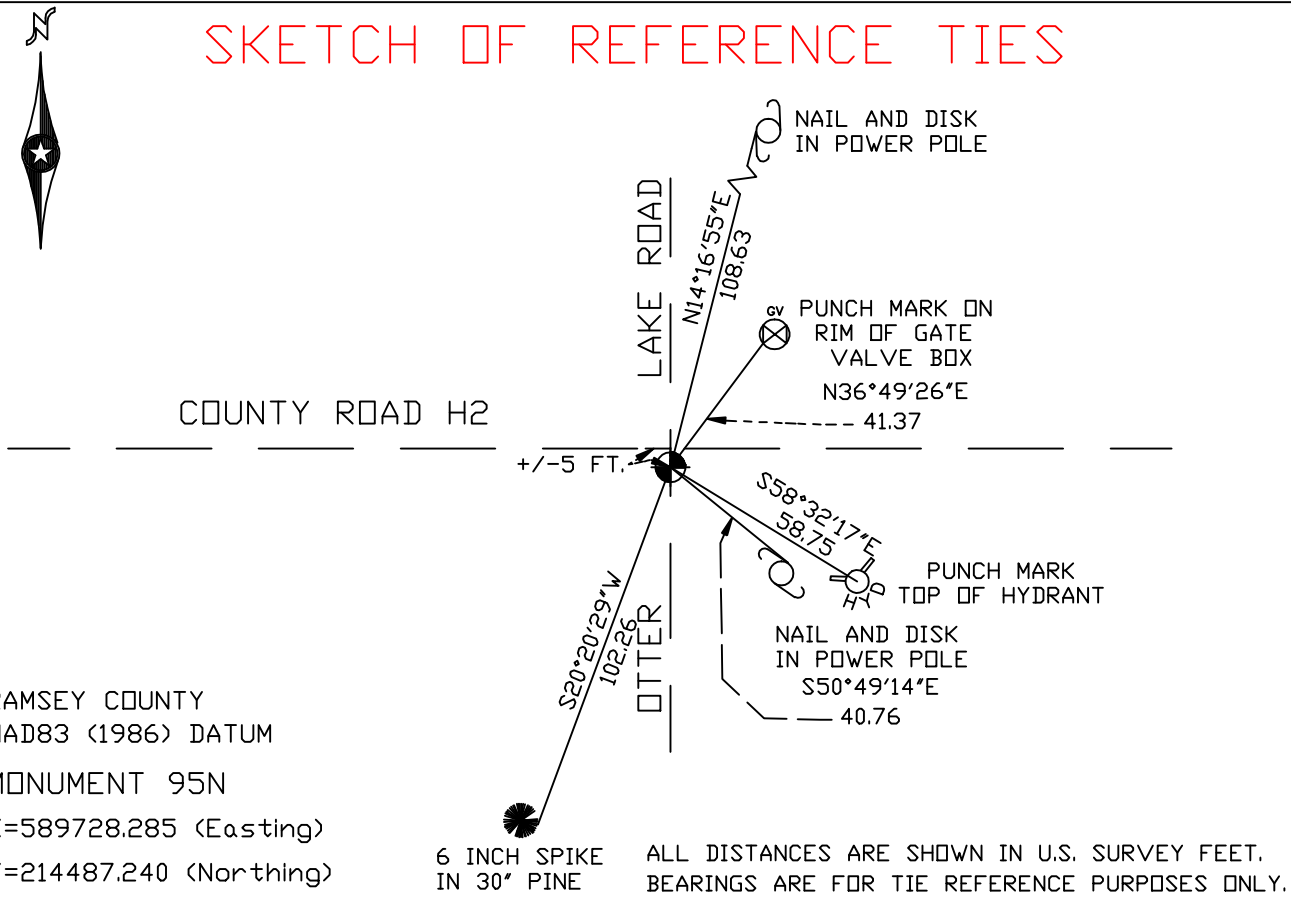 N
SKETCH OF REFERENCE TIES
NAIL AND DISK
IN POWER POLE
N14°16'55"E
108.63
LAKE ROAD
GV
PUNCH MARK ON
RIM OF GATE
VALVE BOX
N36°49'26"E
41.37
COUNTY ROAD H2
+/-5 FT.
S58°32'17"E
58.75
HYD
PUNCH MARK
TOP OF HYDRANT
NAIL AND DISK
IN POWER POLE
S50°49'14"E
40.76
S20°20'29"W
102.26
OTTER
RAMSEY COUNTY
NAD83 (1986) DATUM
MONUMENT 95N
=589728.285 (Easting)
=214487.240 (Northing)
6 INCH SPIKE
IN 30" PINE
ALL DISTANCES ARE SHOWN IN U.S. SURVEY FEET.
BEARINGS ARE FOR TIE REFERENCE PURPOSES ONLY.